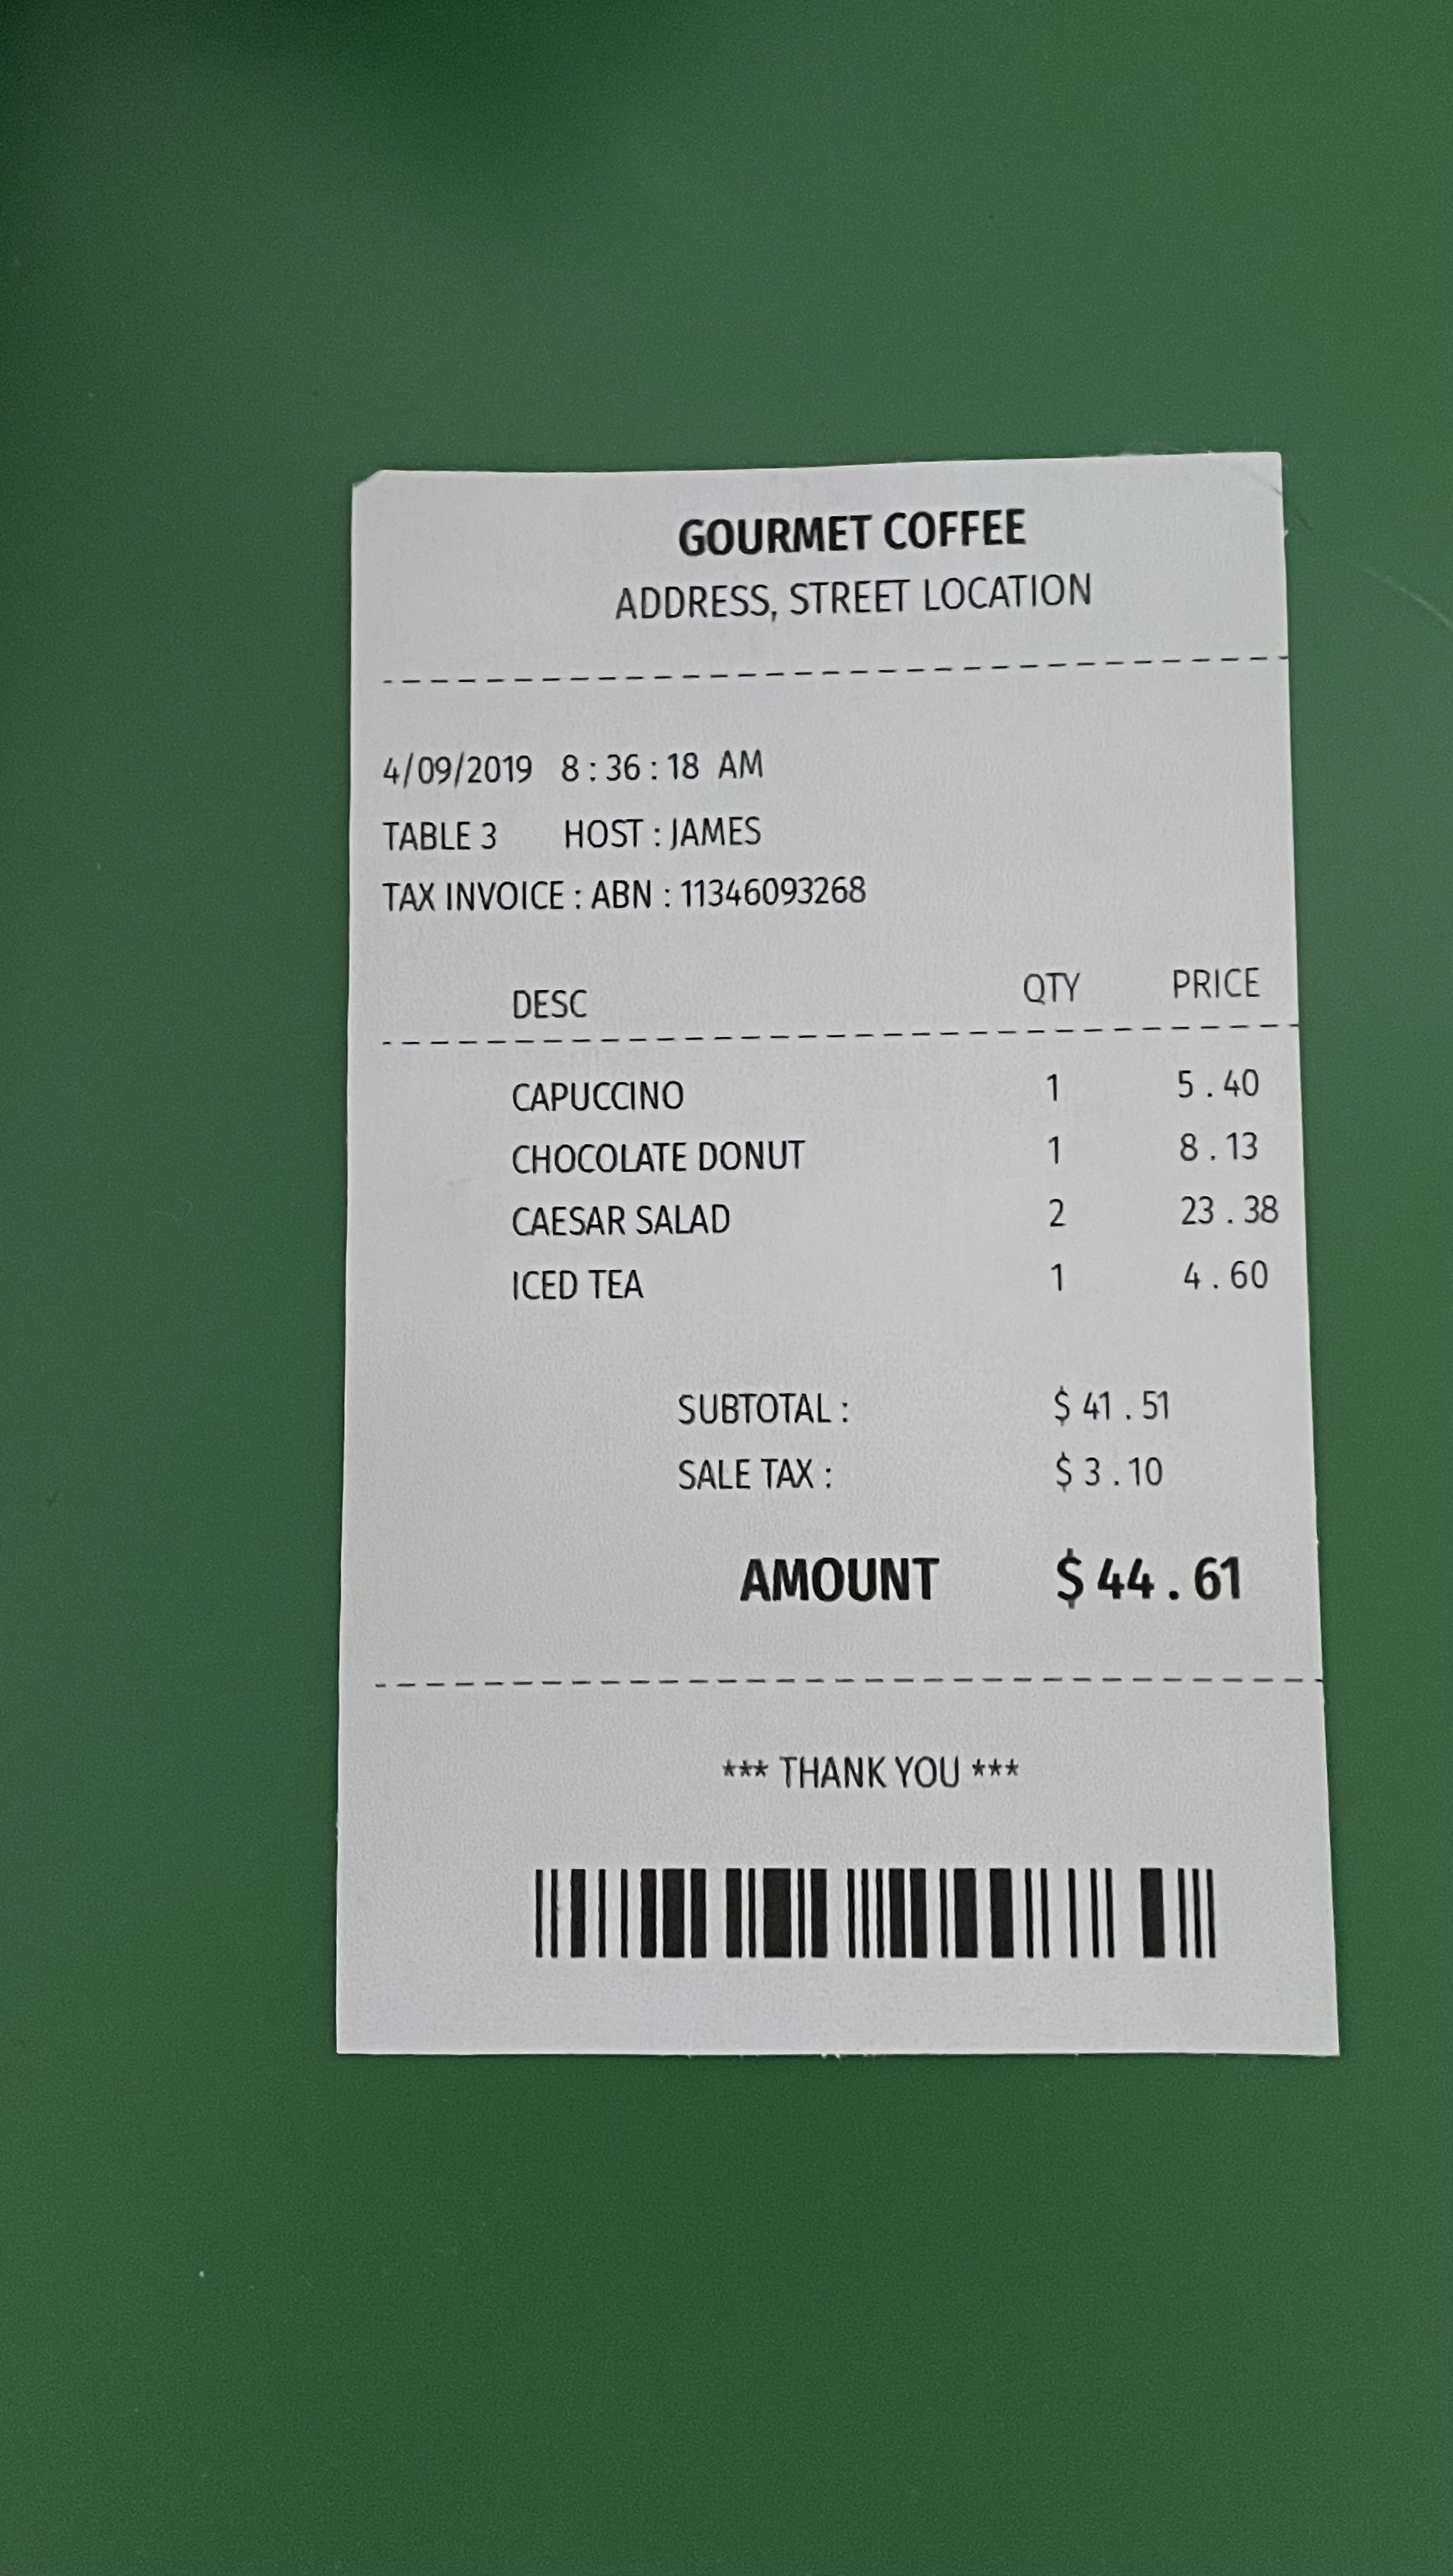 GOURMET COFFEE
ADDRESS, STREET LOCATION
4/09/2019 8 : 36 : 18 AM
TABLE 3 HOST : JAMES
TAX INVOICE : ABN : 11346093268
DESC QTY PRICE
CAPUCCINO 1 5 . 40
CHOCOLATE DONUT 1 8 . 13
CAESAR SALAD 2 23 . 38
ICED TEA 1 4 . 60
SUBTOTAL : $ 41 . 51
SALE TAX : $ 3 . 10
AMOUNT $ 44 . 61
*** THANK YOU ***